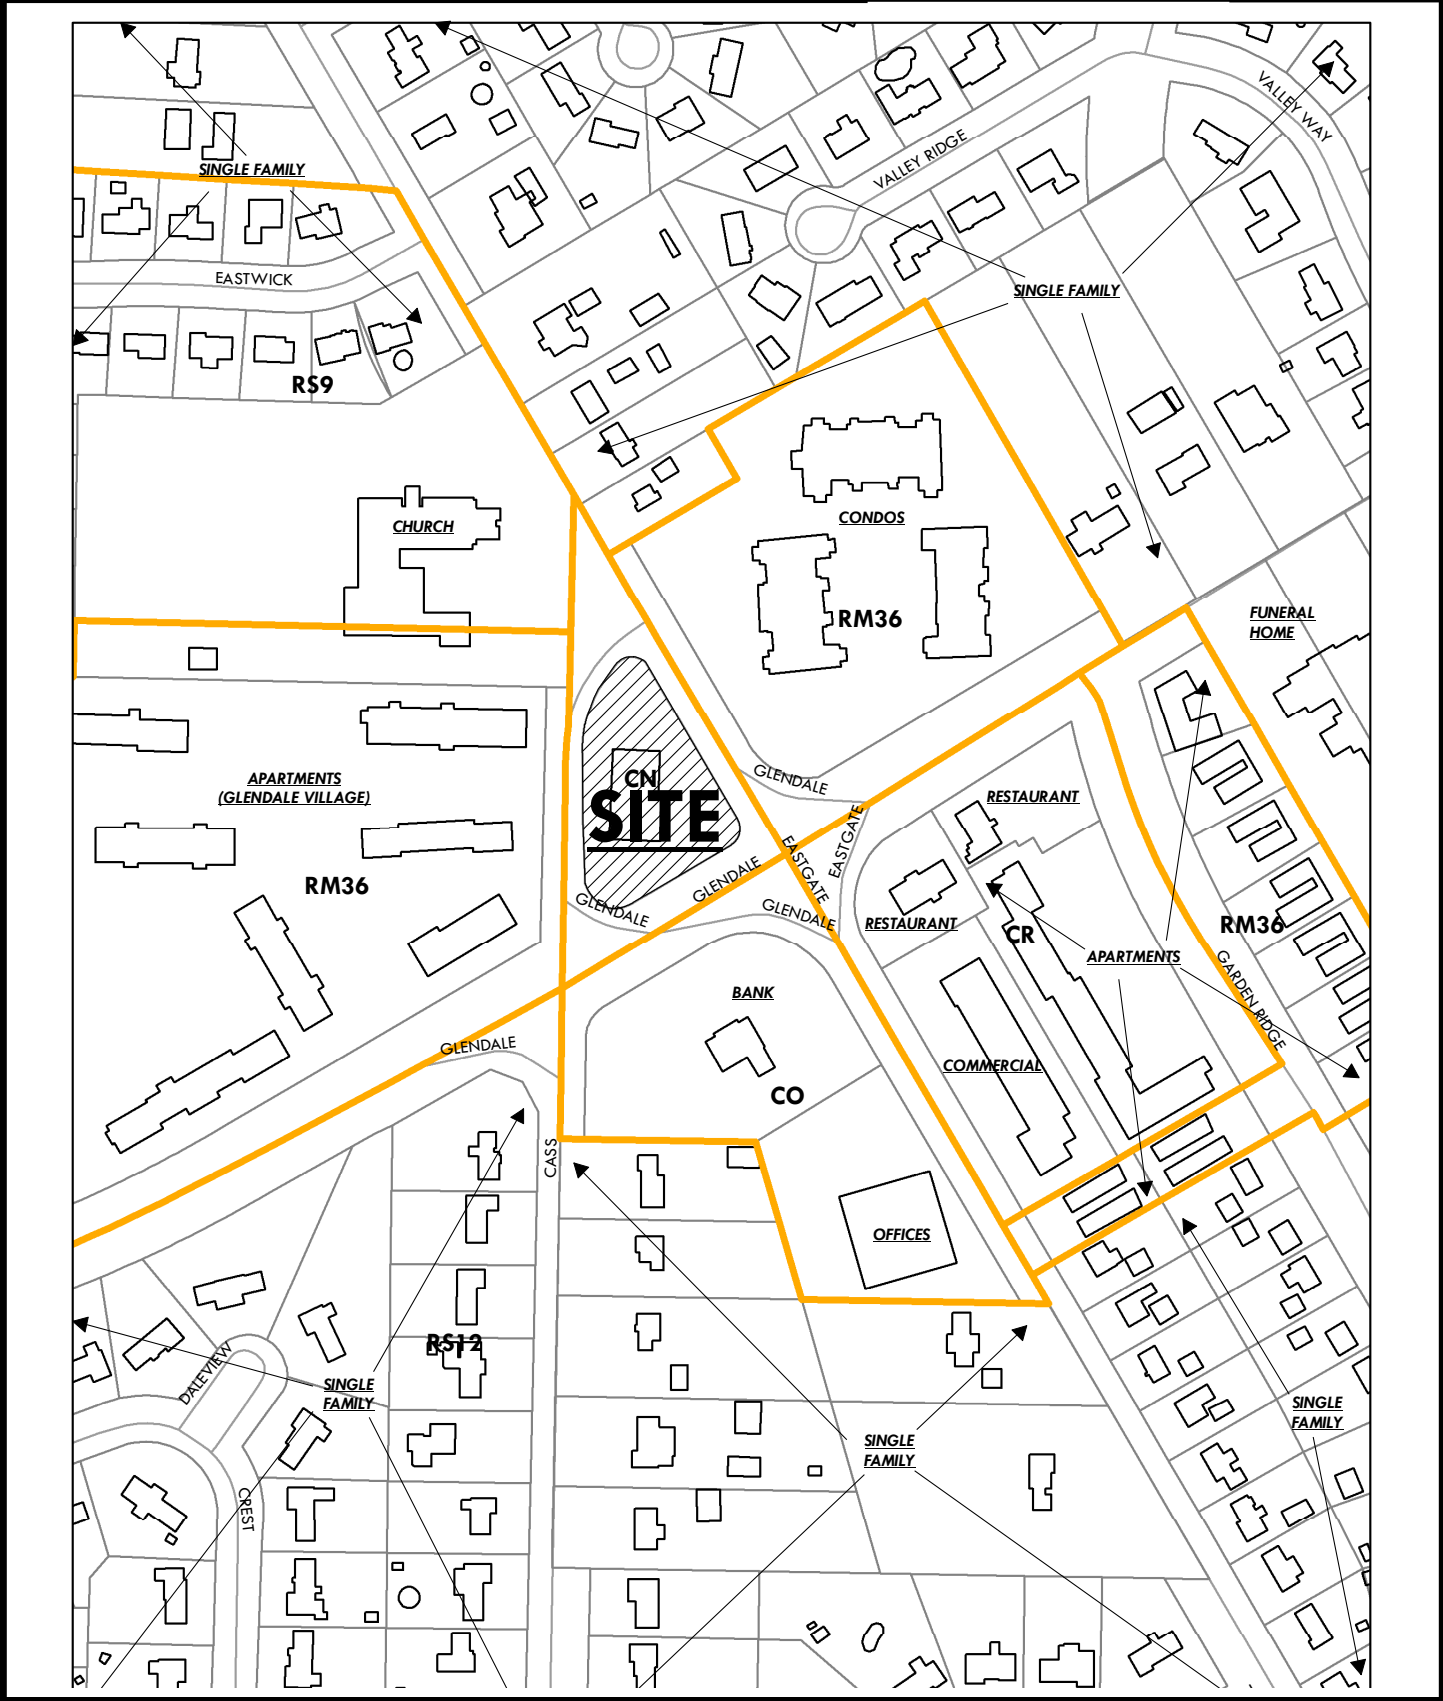 VALLEY WAY
VALLEY RIDGE
SINGLE FAMILY
EASTWICK
SINGLE FAMILY
RS9
CONDOS
CHURCH
RM36
FUNERAL
HOME
GLENDALE
APARTMENTS
(GLENDALE VILLAGE)
CN
SITE
RESTAURANT
EASTGATE
EASTGATE
GLENDALE
RM36
GLENDALE
GLENDALE
RESTAURANT
CR
RM36
APARTMENTS
GARDEN RIDGE
BANK
GLENDALE
COMMERCIAL
CO
CASS
OFFICES
RS12
DALEVIEW
SINGLE
FAMILY
SINGLE
FAMILY
SINGLE
FAMILY
CREST